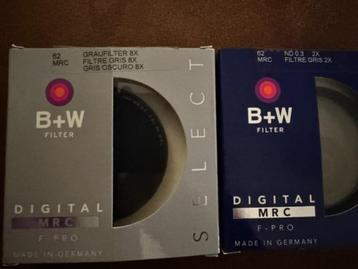 62 GRAUFILTER 8X
MRC FILTRE GRIS 8X
GRIS OSCURO 8X
B+W
FILTER
DIGITAL
MRC
F-PRO
MADE IN GERMANY
SELECT
62 ND 0.3 2X
MRC FILTRE GRIS 2X
B+W
FILTER
DIGITAL
MRC
F-PRO
MADE IN GERMANY